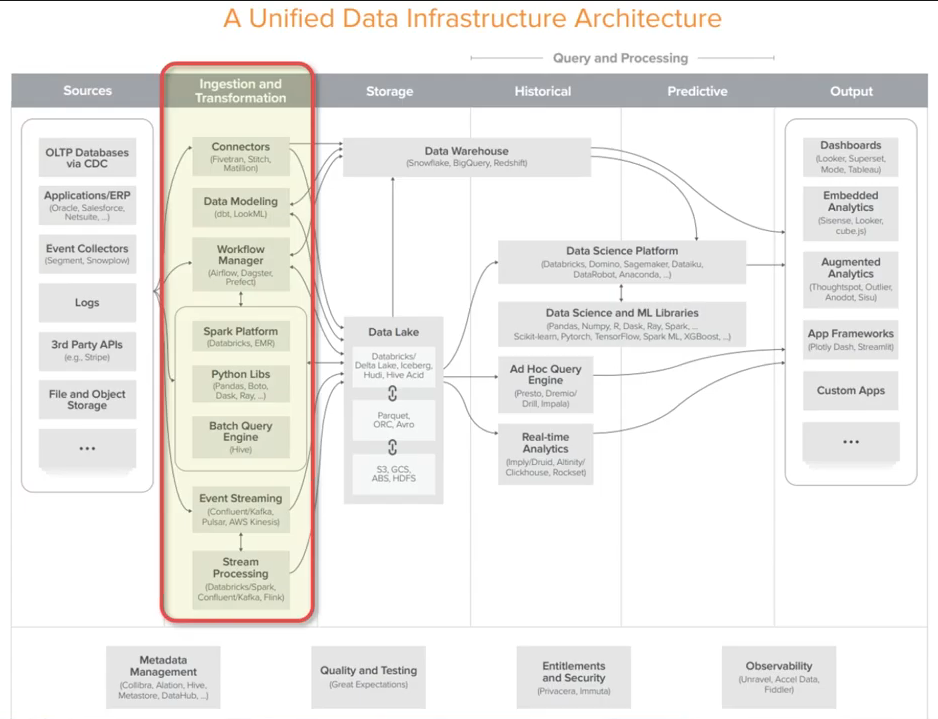 A Unified Data Infrastructure Architecture
Query and Processing
Sources
Ingestion and
Transformation
Storage
Historical
Predictive
Output
OLTP Databases
via CDC
Applications/ERP
(Oracle, Salesforce,
Netsuite, ...)
Event Collectors
(Segment, Snowplow)
Logs
3rd Party APIs
(e.g., Stripe)
File and Object
Storage
...
Connectors
(Fivetran, Stitch,
Matillion)
Data Modeling
(dbt, LookML)
Workflow
Manager
(Airflow, Dagster,
Prefect)
Spark Platform
(Databricks, EMR)
Python Libs
(Pandas, Boto,
Dask, Ray, ...)
Batch Query
Engine
(Hive)
Event Streaming
(Confluent/Kafka,
Pulsar, AWS Kinesis)
Stream
Processing
(Databricks/Spark,
Confluent/Kafka, Flink)
Data Warehouse
(Snowflake, BigQuery, Redshift)
Data Lake
Databricks/
Delta Lake, Iceberg,
Hudi, Hive Acid
Parquet,
ORC, Avro
S3, GCS,
ABS, HDFS
Data Science Platform
(Databricks, Domino, Sagemaker, Dataiku,
DataRobot, Anaconda, ...)
Data Science and ML Libraries
(Pandas, Numpy, R, Dask, Ray, Spark, ...
Scikit-learn, Pytorch, TensorFlow, Spark ML, XGBoost, ...)
Ad Hoc Query
Engine
(Presto, Dremio/
Drill, Impala)
Real-time
Analytics
(Imply/Druid, Altinity/
Clickhouse, Rockset)
Dashboards
(Looker, Superset,
Mode, Tableau)
Embedded
Analytics
(Sisense, Looker,
cube.js)
Augmented
Analytics
(Thoughtspot, Outlier,
Anodot, Sisu)
App Frameworks
(Plotly Dash, Streamlit)
Custom Apps
...
Metadata
Management
(Collibra, Alation, Hive,
Metastore, DataHub, ...)
Quality and Testing
(Great Expectations)
Entitlements
and Security
(Privacera, Immuta)
Observability
(Unravel, Accel Data,
Fiddler)